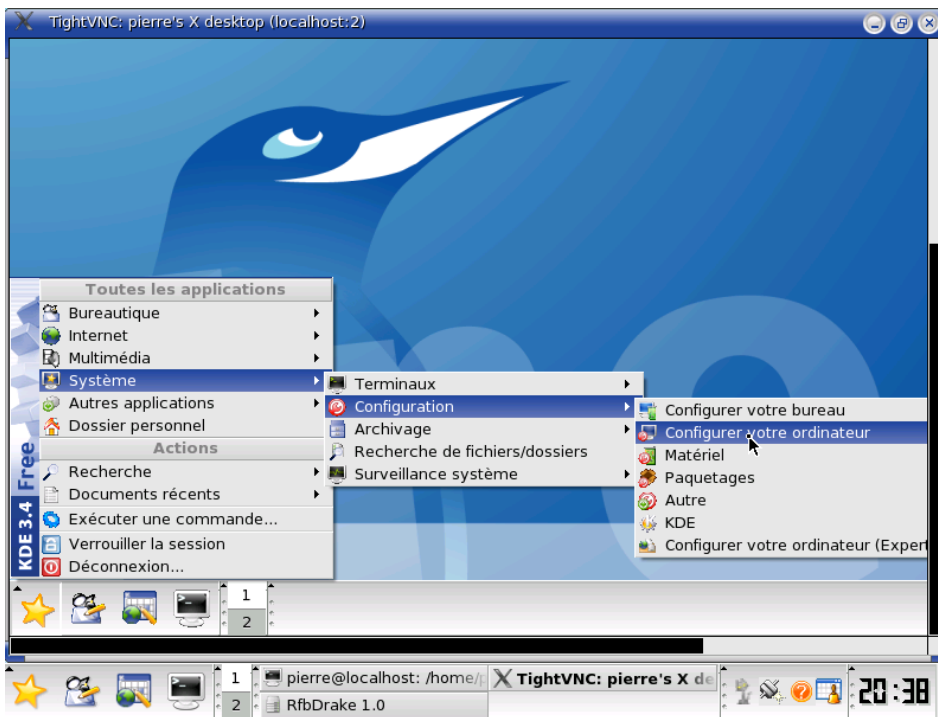 TightVNC: pierre's X desktop (localhost:2)
Toutes les applications
Bureautique
Internet
Multimédia
Système
Autres applications
Dossier personnel
Actions
Recherche
Documents récents
Exécuter une commande...
Verrouiller la session
Déconnexion...
KDE 3.4 Free
Terminaux
Configuration
Archivage
Recherche de fichiers/dossiers
Surveillance système
Configurer votre bureau
Configurer votre ordinateur
Matériel
Paquetages
Autre
KDE
Configurer votre ordinateur (Expert
1
2
1
2
pierre@localhost: /home/p
RfbDrake 1.0
TightVNC: pierre's X de
20:38